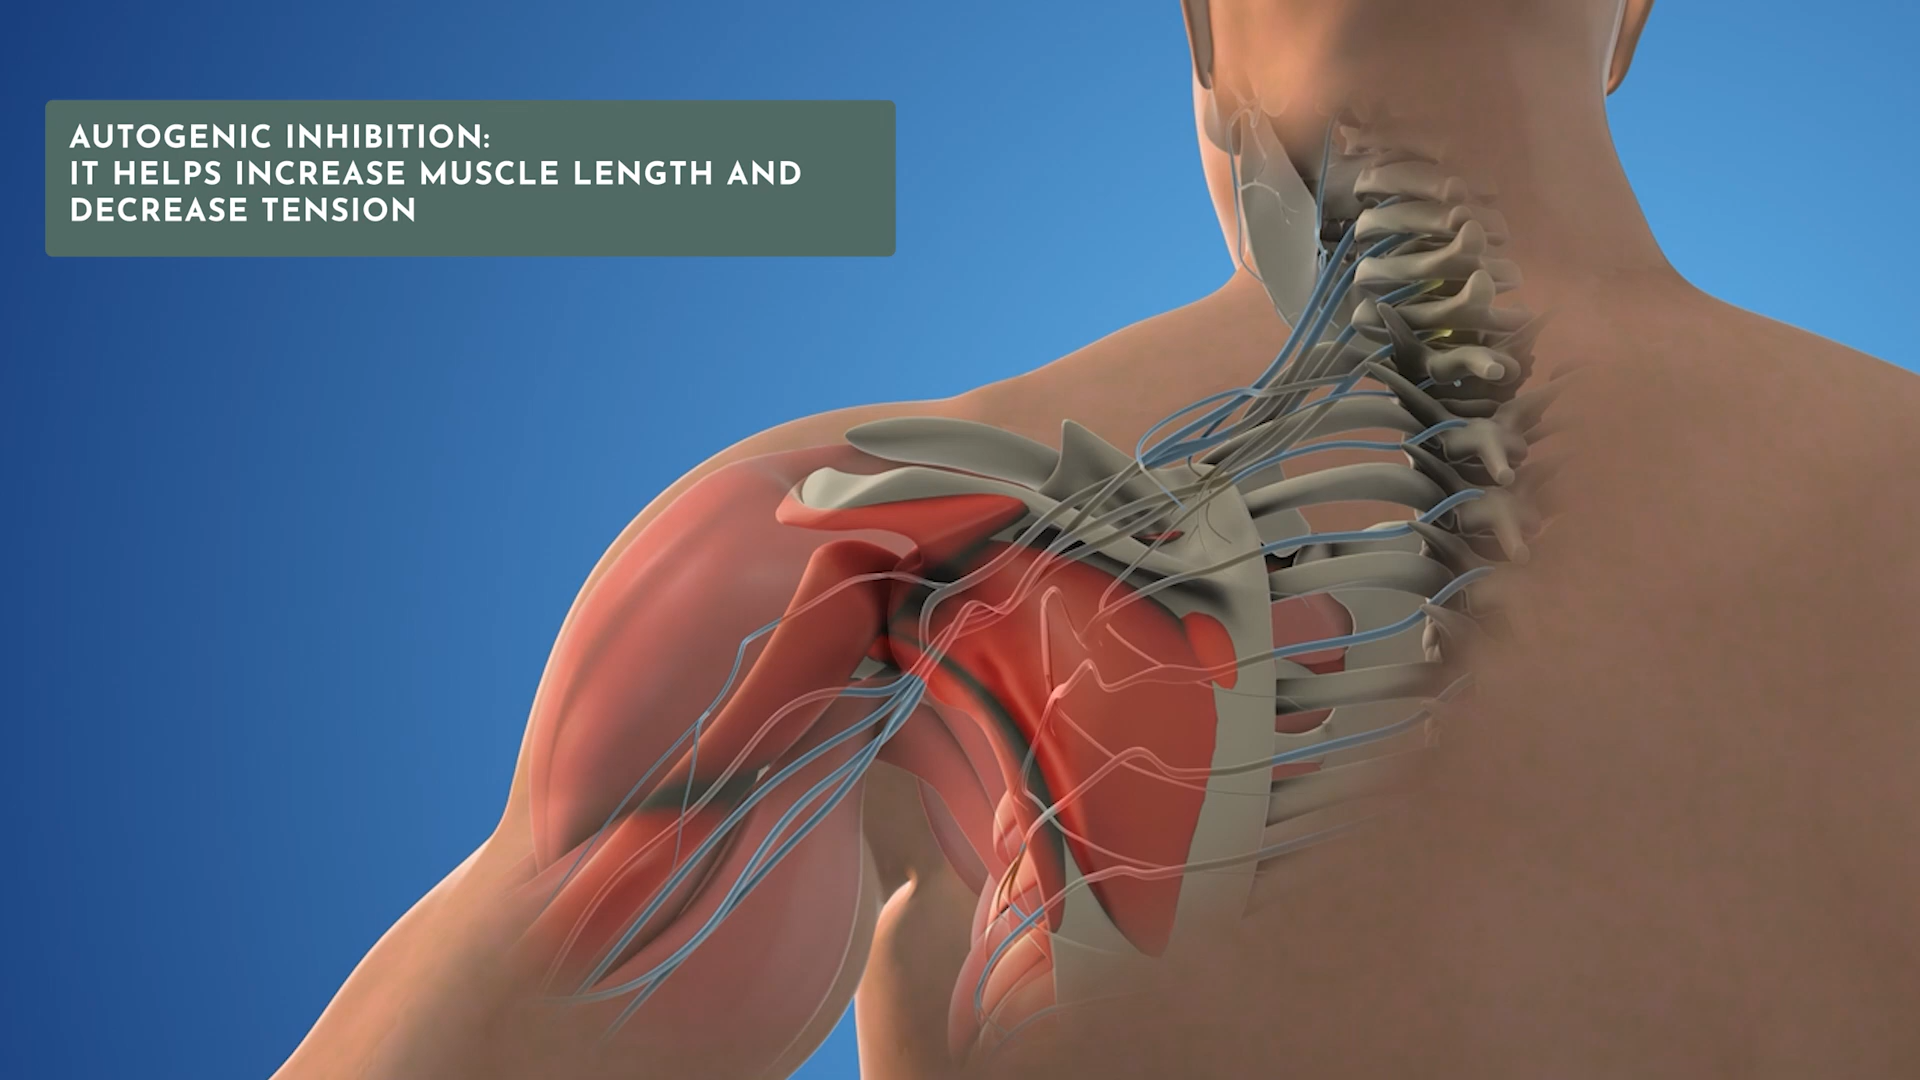 AUTOGENIC INHIBITION:
IT HELPS INCREASE MUSCLE LENGTH AND
DECREASE TENSION